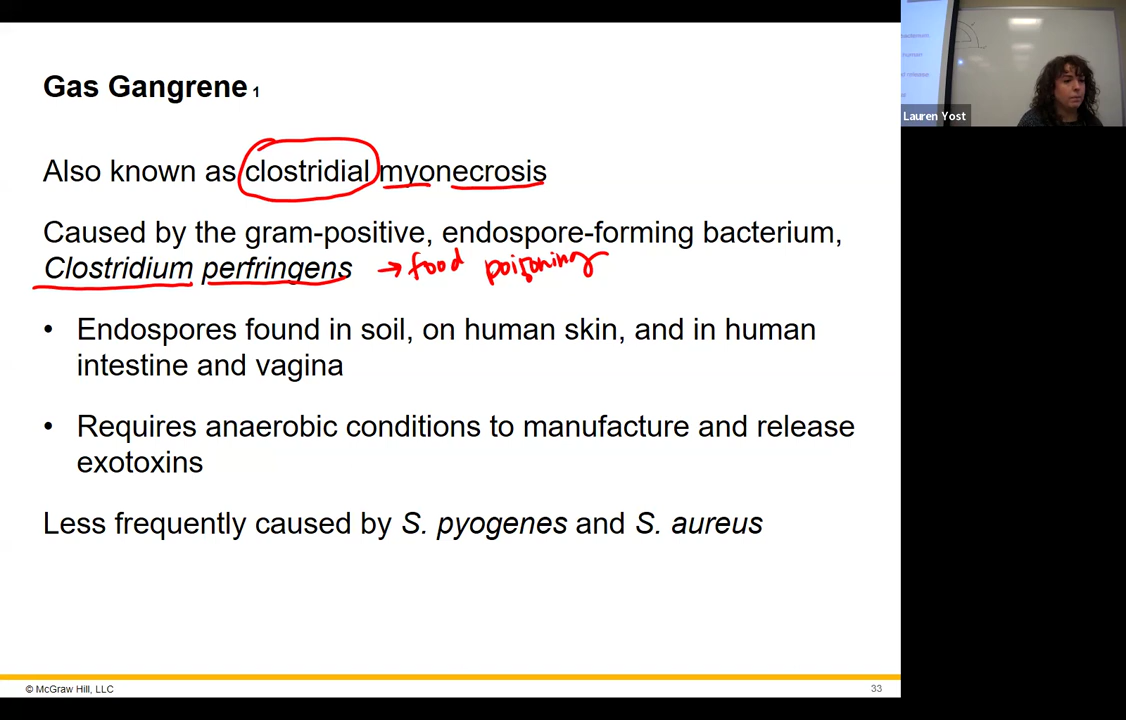 Gas Gangrene 1
Also known as clostridial myonecrosis
Caused by the gram-positive, endospore-forming bacterium,
Clostridium perfringens → food poisoning
• Endospores found in soil, on human skin, and in human
intestine and vagina
• Requires anaerobic conditions to manufacture and release
exotoxins
Less frequently caused by S. pyogenes and S. aureus
© McGraw Hill, LLC
33
human
release
Lauren Yost